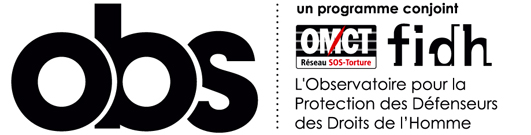 obs
un programme conjoint
OMCT
Réseau SOS-Torture
fidh
L'Observatoire pour la
Protection des Défenseurs
des Droits de l'Homme